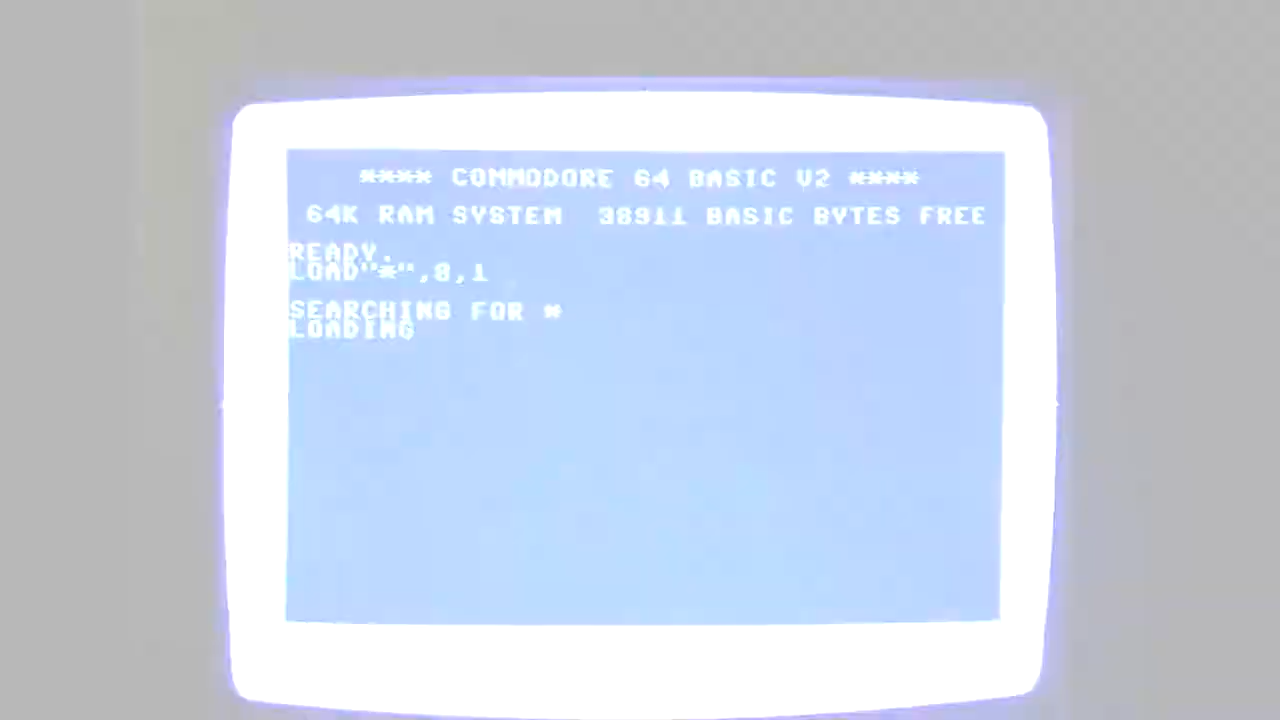 **** COMMODORE 64 BASIC V2 ****
64K RAM SYSTEM  38911 BASIC BYTES FREE
READY.
LOAD"*",8,1
SEARCHING FOR *
LOADING